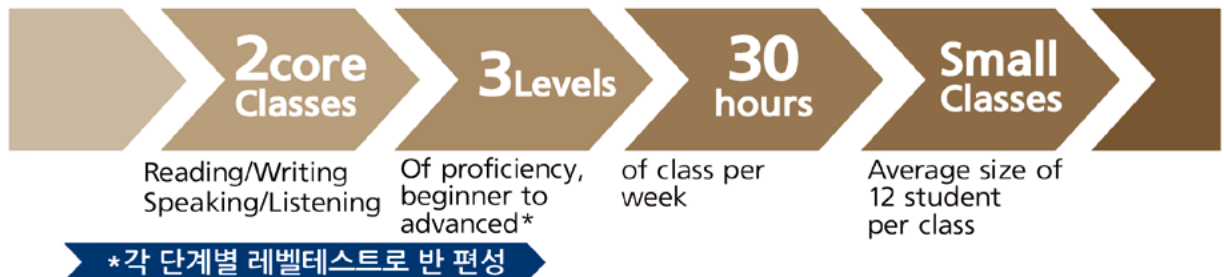 2core
Classes
Reading/Writing
Speaking/Listening
3Levels
Of proficiency,
beginner to
advanced*
30
hours
of class per
week
Small
Classes
Average size of
12 student
per class
*각 단계별 레벨테스트로 반 편성